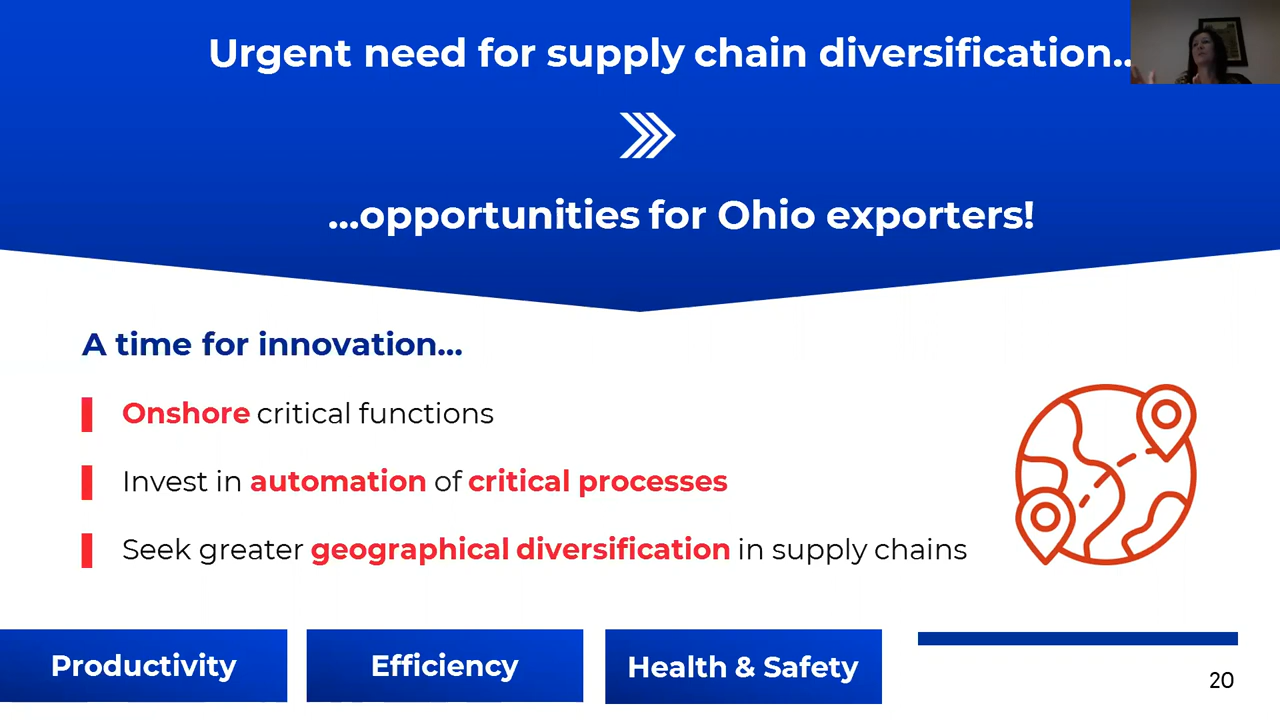 Urgent need for supply chain diversification..
...opportunities for Ohio exporters!
A time for innovation...
Onshore critical functions
Invest in automation of critical processes
Seek greater geographical diversification in supply chains
Productivity
Efficiency
Health & Safety
20